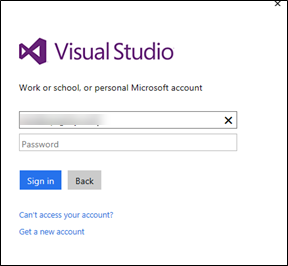 Visual Studio
Work or school, or personal Microsoft account
Password
Sign in
Back
Can't access your account?
Get a new account